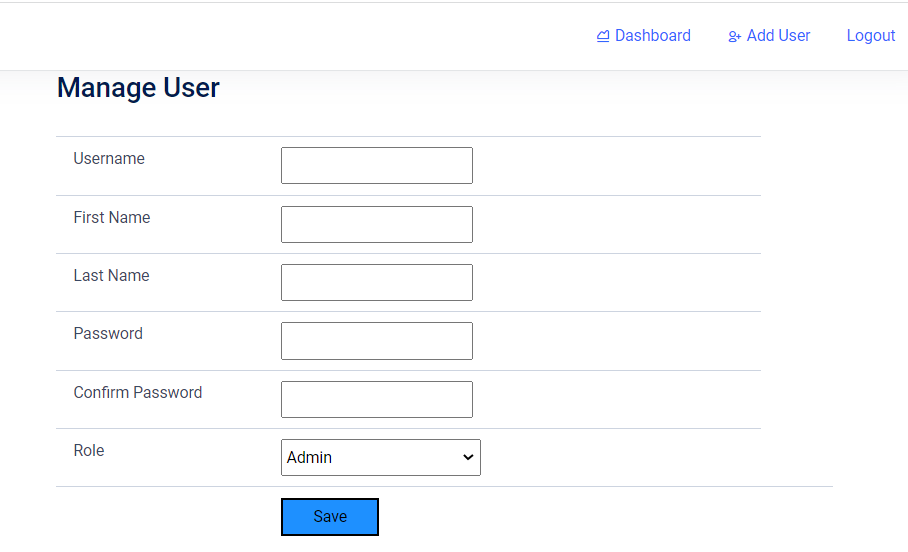 Dashboard Add User Logout
Manage User
Username
First Name
Last Name
Password
Confirm Password
Role Admin
Save